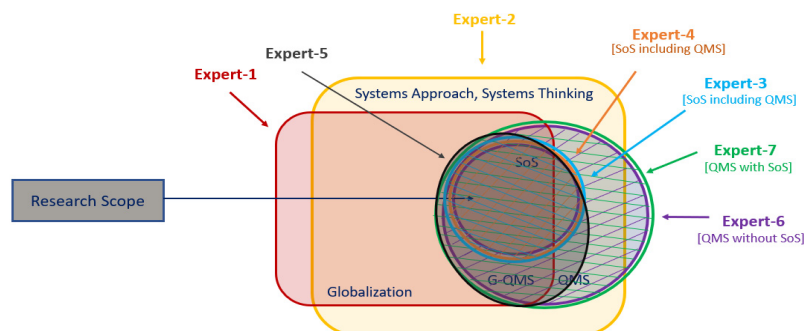 Expert-2
Expert-4
[SoS including QMS]
Expert-5
Expert-1
Expert-3
[SoS including QMS]
Systems Approach, Systems Thinking
Expert-7
[QMS with SoS]
SoS
Research Scope
Expert-6
[QMS without SoS]
G-QMS
QMS
Globalization